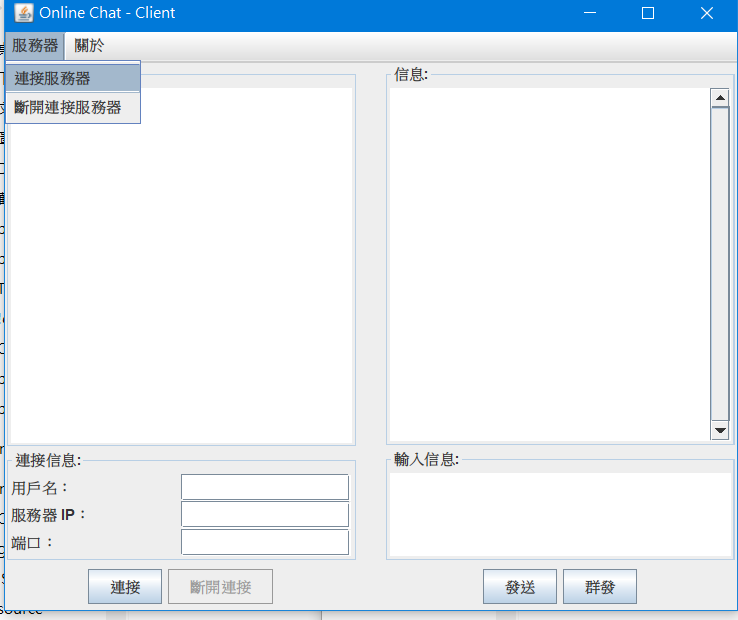 Online Chat - Client
服務器 關於
連接服務器
斷開連接服務器
信息:
連接信息:
用戶名：
服務器 IP：
端口：
輸入信息:
連接 斷開連接
發送 群發
source